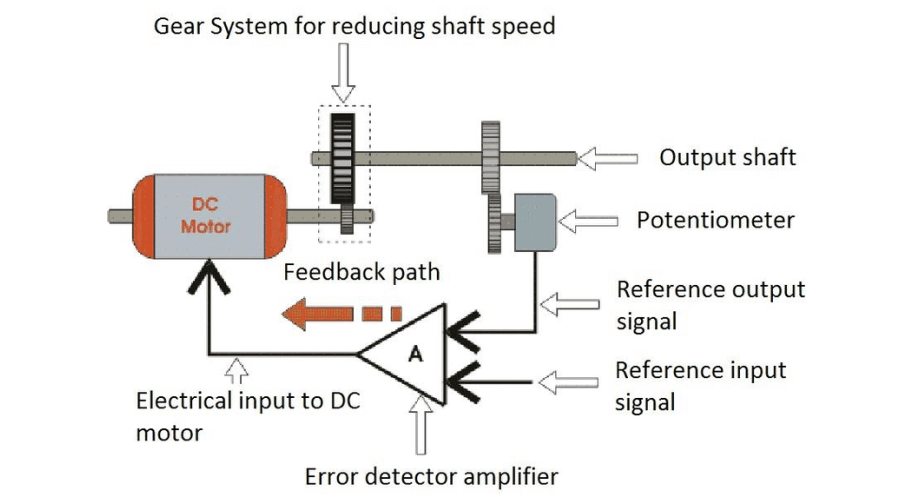 Gear System for reducing shaft speed
Output shaft
DC
Motor
Potentiometer
Feedback path
Reference output
signal
A
Reference input
signal
Electrical input to DC
motor
Error detector amplifier